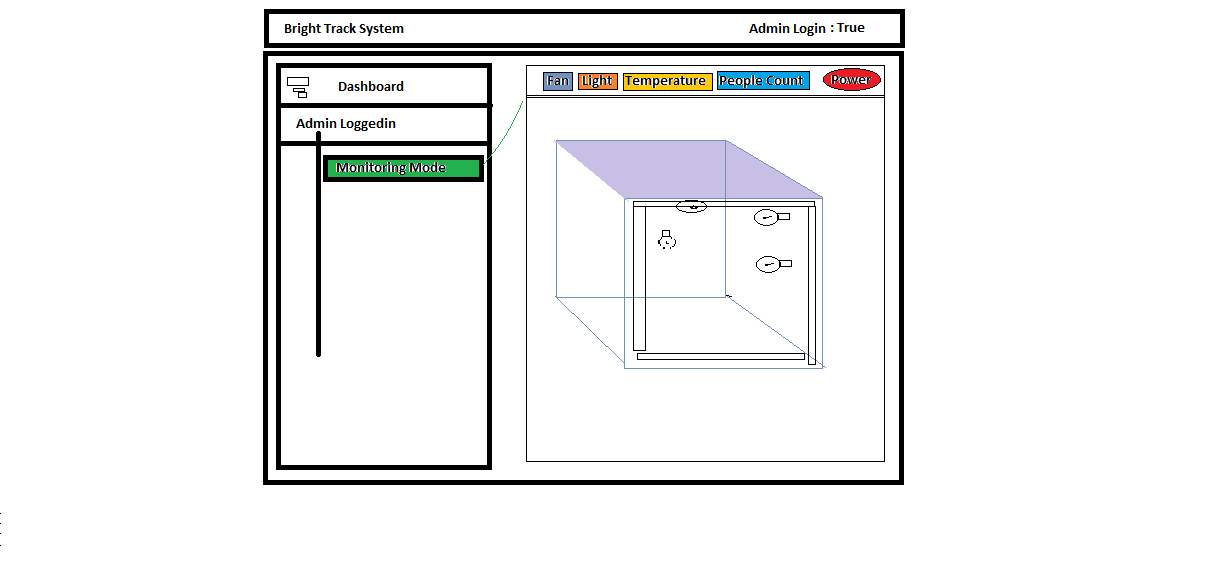 Bright Track System
Admin Login : True
Dashboard
Fan Light Temperature People Count Power
Admin Loggedin
Monitoring Mode